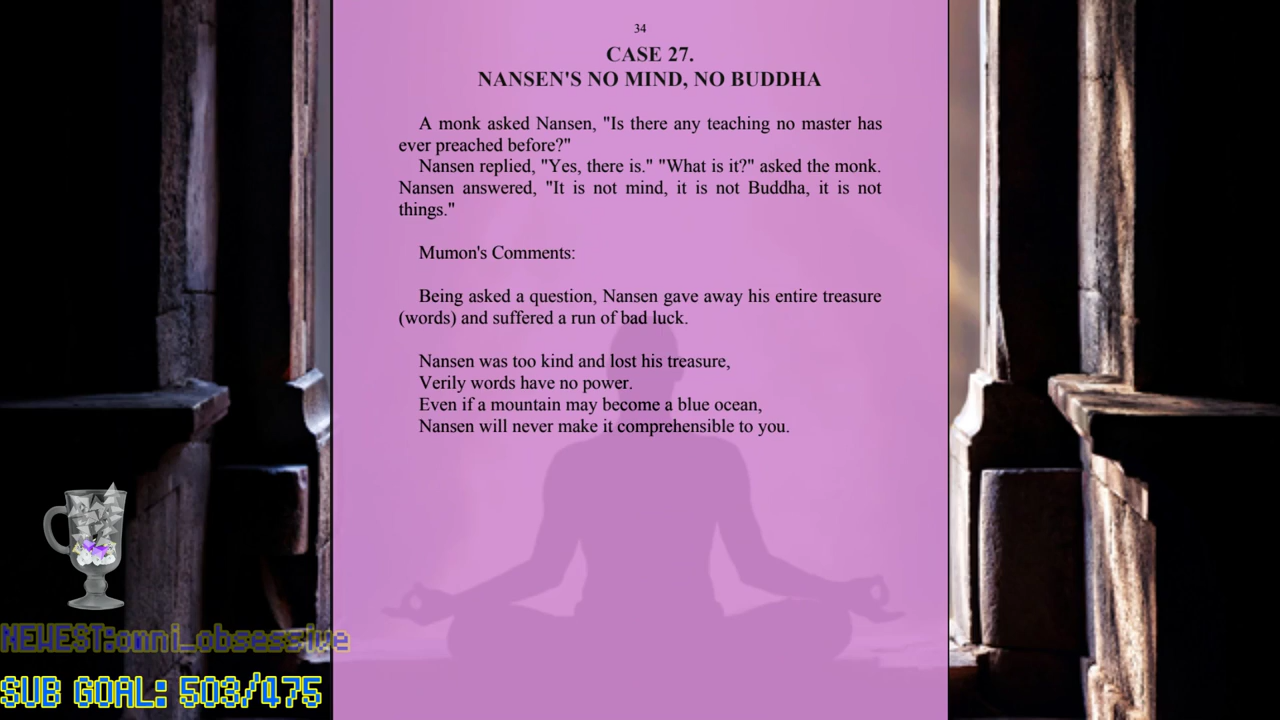 34
CASE 27.
NANSEN'S NO MIND, NO BUDDHA
A monk asked Nansen, "Is there any teaching no master has
ever preached before?"
Nansen replied, "Yes, there is." "What is it?" asked the monk.
Nansen answered, "It is not mind, it is not Buddha, it is not
things."
Mumon's Comments:
Being asked a question, Nansen gave away his entire treasure
(words) and suffered a run of bad luck.
Nansen was too kind and lost his treasure,
Verily words have no power.
Even if a mountain may become a blue ocean,
Nansen will never make it comprehensible to you.
NEWEST:omni_obsessive
SUB GOAL: 503/475